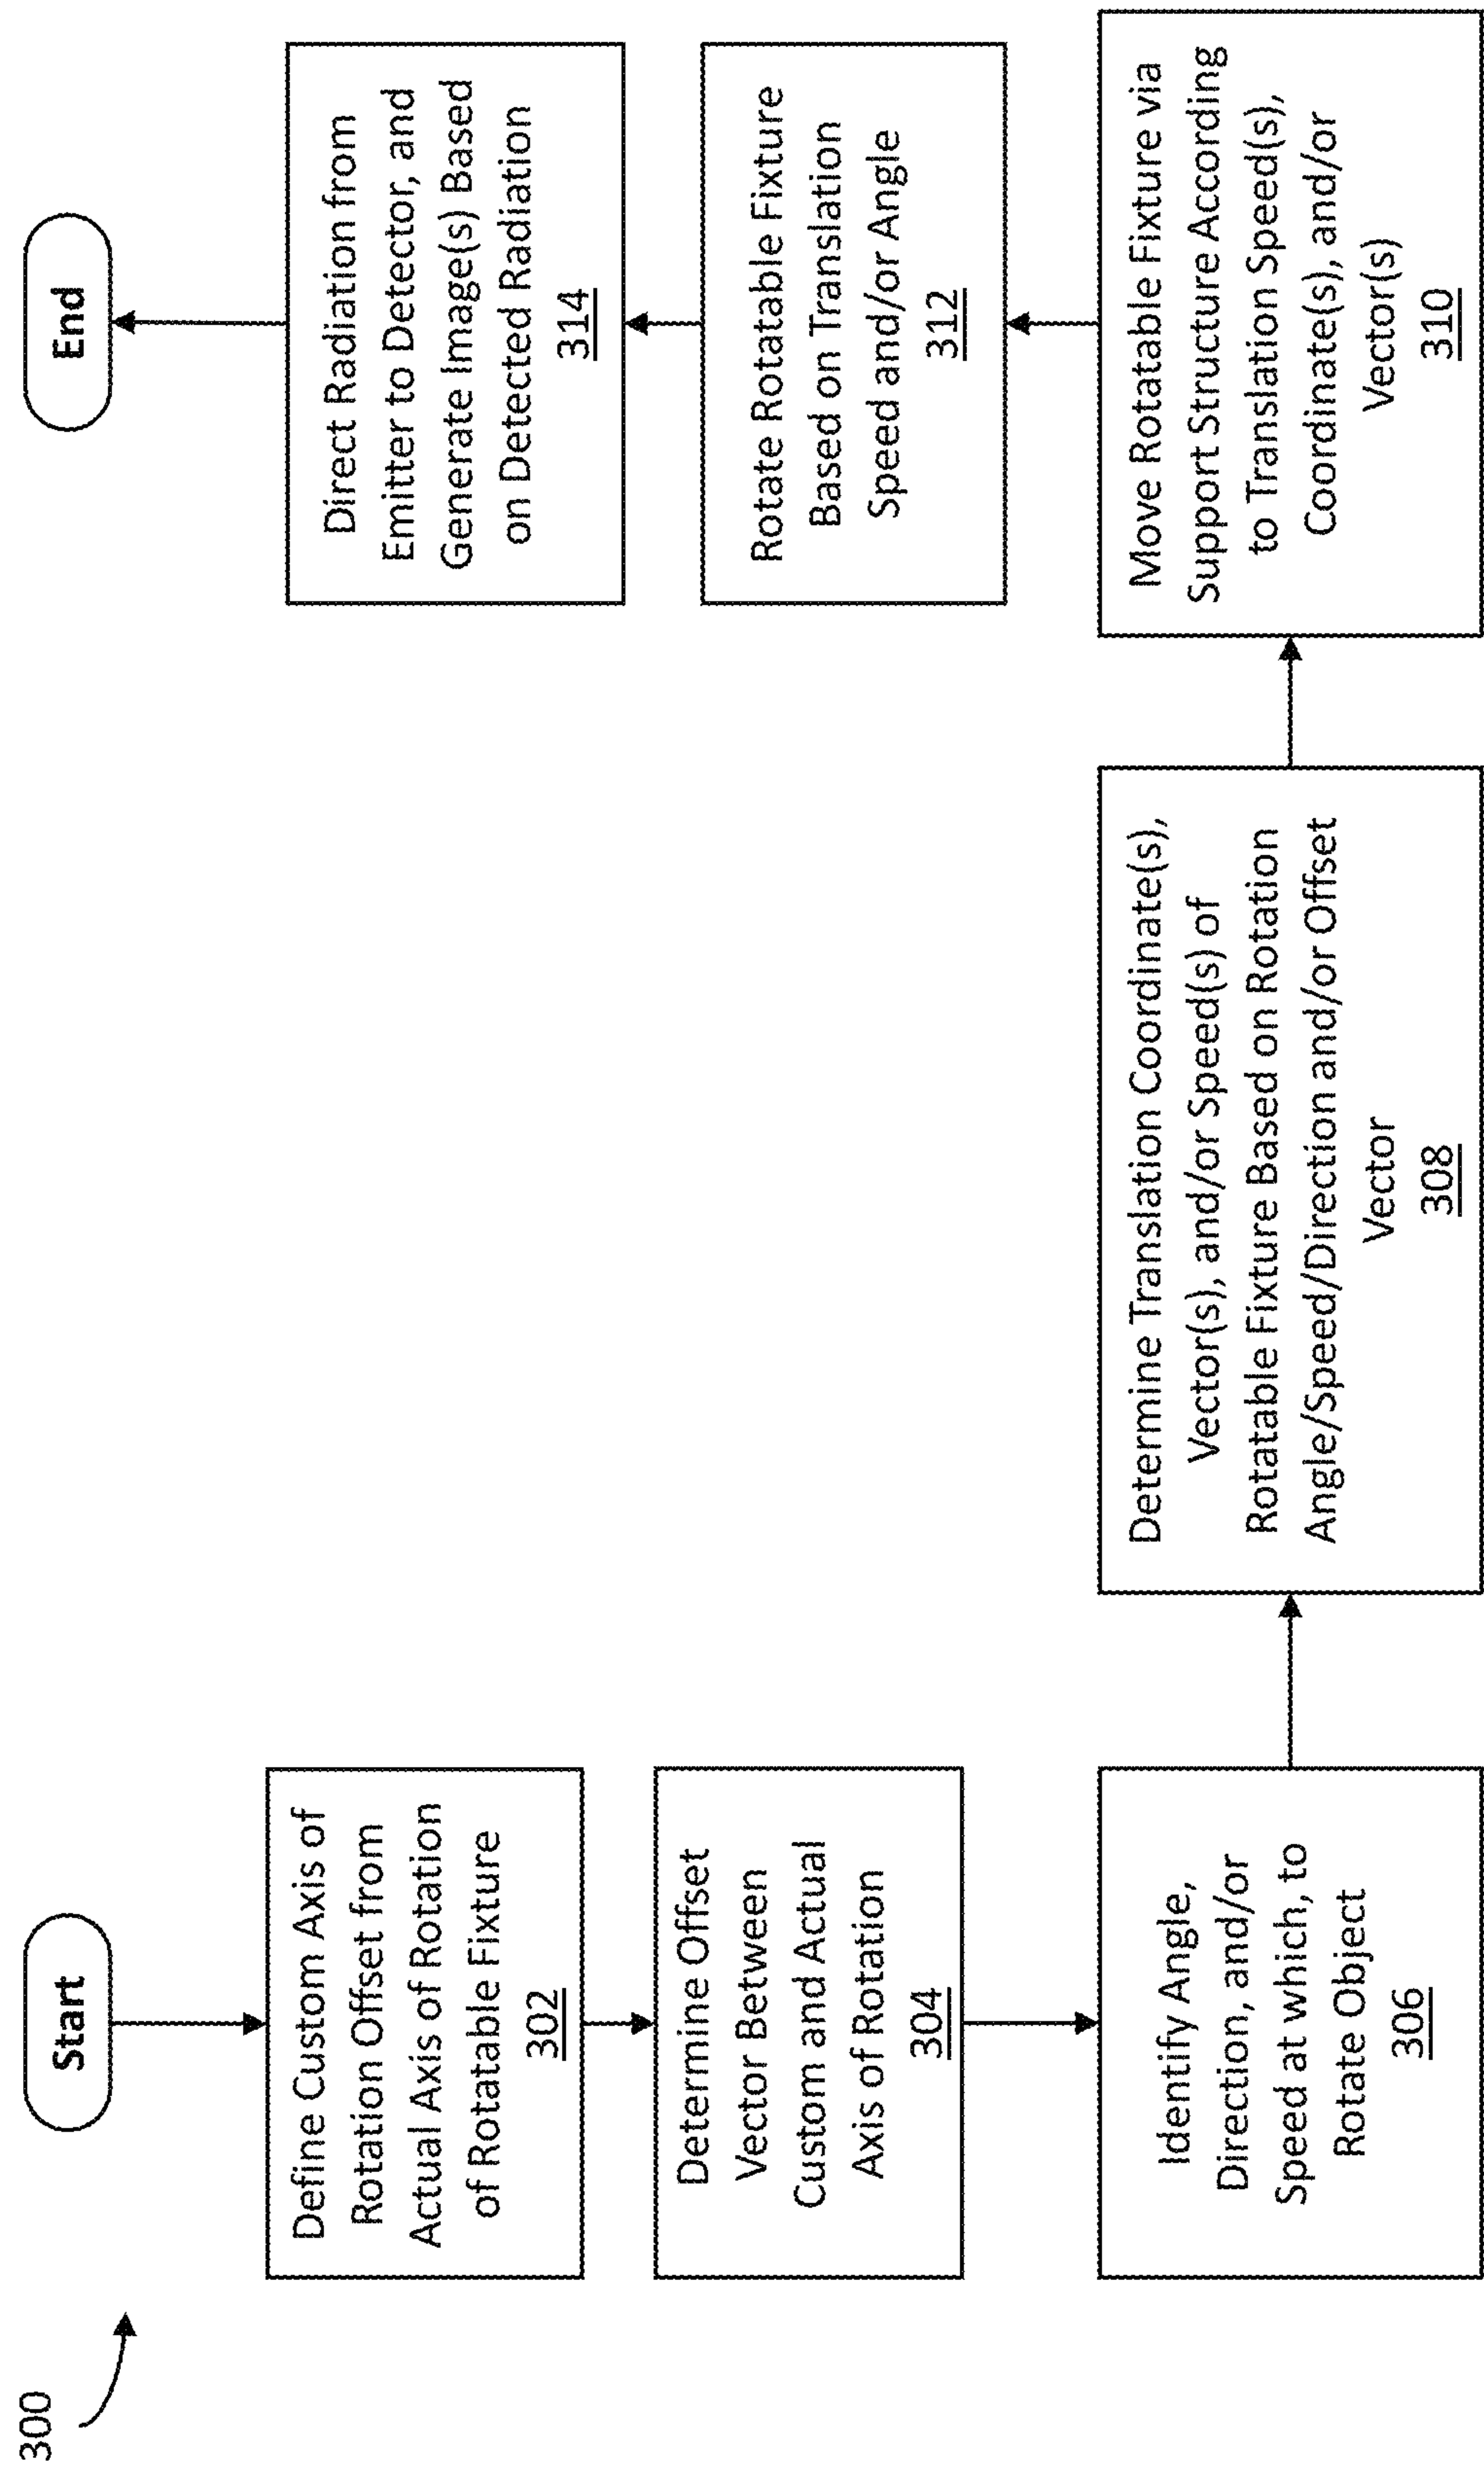 300
Start
Define Custom Axis of
Rotation Offset from
Actual Axis of Rotation
of Rotatable Fixture
302
Determine Offset
Vector Between
Custom and Actual
Axis of Rotation
304
Identify Angle,
Direction, and/or
Speed at which, to
Rotate Object
306
Determine Translation Coordinate(s),
Vector(s), and/or Speed(s) of
Rotatable Fixture Based on Rotation
Angle/Speed/Direction and/or Offset
Vector
308
Move Rotatable Fixture via
Support Structure According
to Translation Speed(s),
Coordinate(s), and/or
Vector(s)
310
Rotate Rotatable Fixture
Based on Translation
Speed and/or Angle
312
Direct Radiation from
Emitter to Detector, and
Generate Image(s) Based
on Detected Radiation
314
End